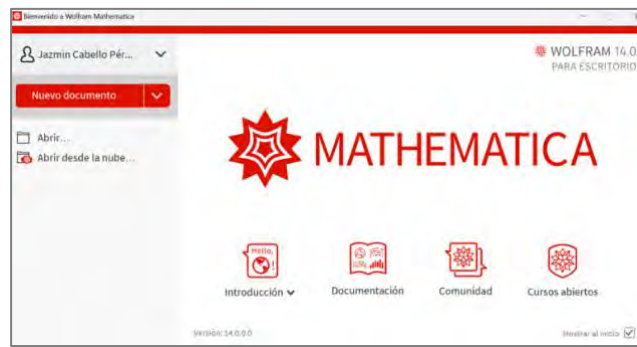 Bienvenido a Wolfram Mathematica
Jazmin Cabello Pér...
WOLFRAM 14.0
PARA ESCRITORIO
Nuevo documento
Abrir...
Abrir desde la nube...
MATHEMATICA
Hello,
Introducción
Documentación
Comunidad
Cursos abiertos
Versión: 14.0.0.0
Mostrar al inicio